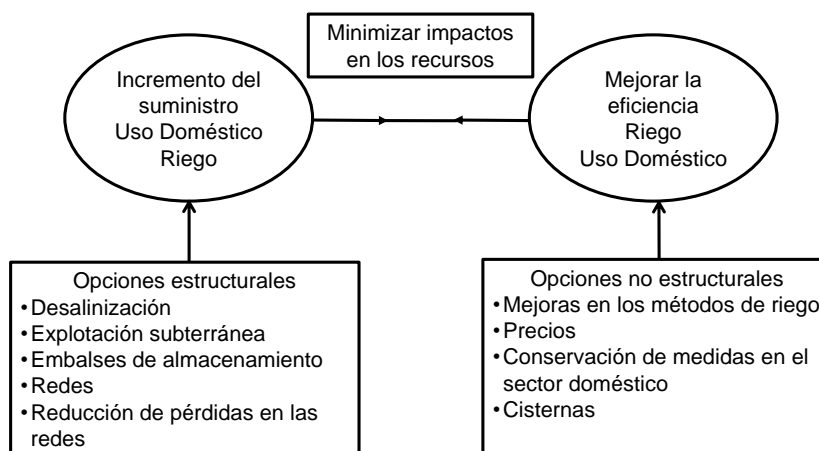 Minimizar impactos
en los recursos
Incremento del
suministro
Uso Doméstico
Riego
Mejorar la
eficiencia
Riego
Uso Doméstico
Opciones estructurales
•Desalinización
•Explotación subterránea
•Embalses de almacenamiento
•Redes
•Reducción de pérdidas en las
redes
Opciones no estructurales
•Mejoras en los métodos de riego
•Precios
•Conservación de medidas en el
sector doméstico
•Cisternas